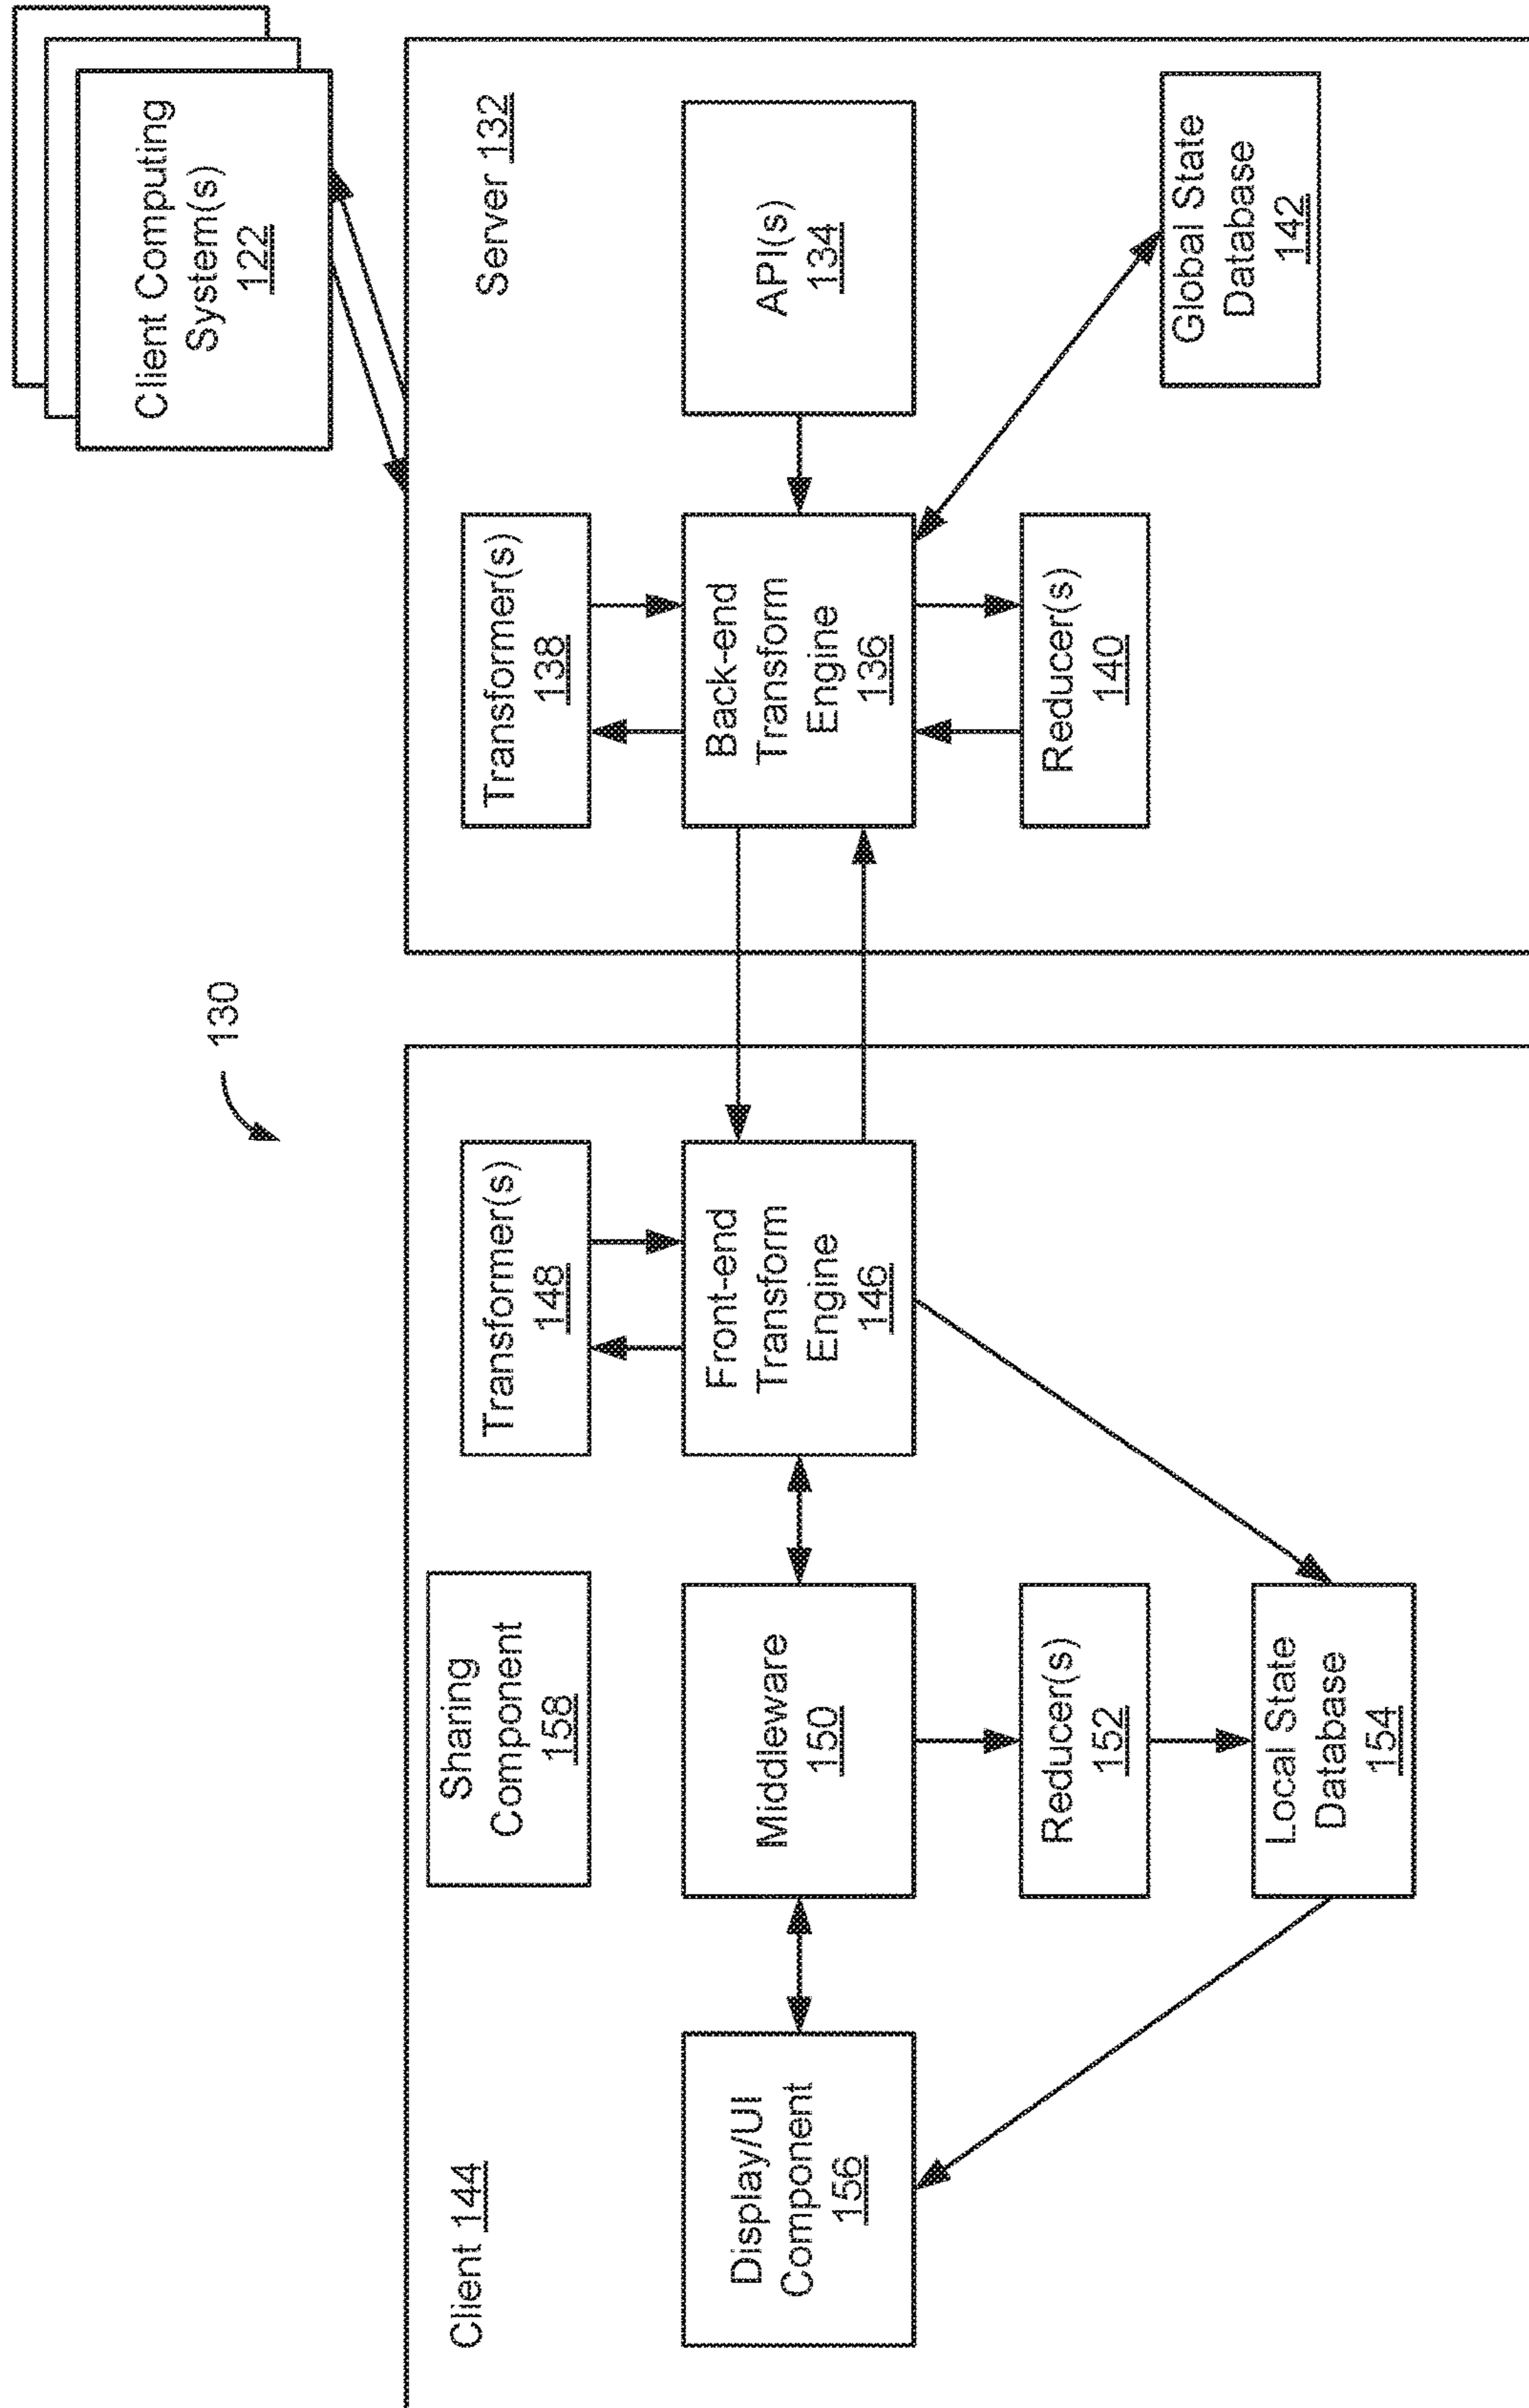 130
Client Computing
System(s)
122
Client 144
Sharing
Component
158
Transformer(s)
148
Display/UI
Component
156
Middleware
150
Front-end
Transform
Engine
146
Reducer(s)
152
Local State
Database
154
Server 132
Transformer(s)
138
Back-end
Transform
Engine
136
API(s)
134
Reducer(s)
140
Global State
Database
142